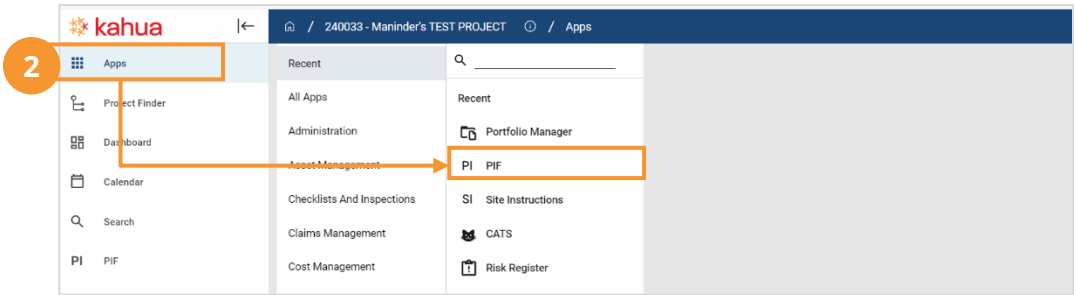 kahua
240033 - Maninder's TEST PROJECT / Apps
2
Apps
Project Finder
Dashboard
Calendar
Search
PI PIF
Recent
All Apps
Administration
Asset Management
Checklists And Inspections
Claims Management
Cost Management
Recent
Portfolio Manager
PI PIF
SI Site Instructions
CATS
Risk Register